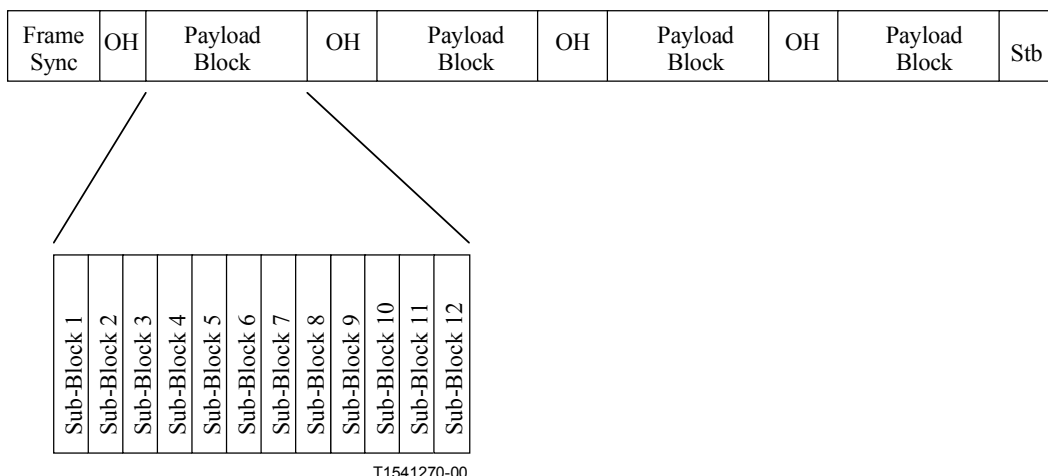 Frame
Sync
OH
Payload
Block
OH
Payload
Block
OH
Payload
Block
OH
Payload
Block
Stb
Sub-Block 1
Sub-Block 2
Sub-Block 3
Sub-Block 4
Sub-Block 5
Sub-Block 6
Sub-Block 7
Sub-Block 8
Sub-Block 9
Sub-Block 10
Sub-Block 11
Sub-Block 12
T1541270-00